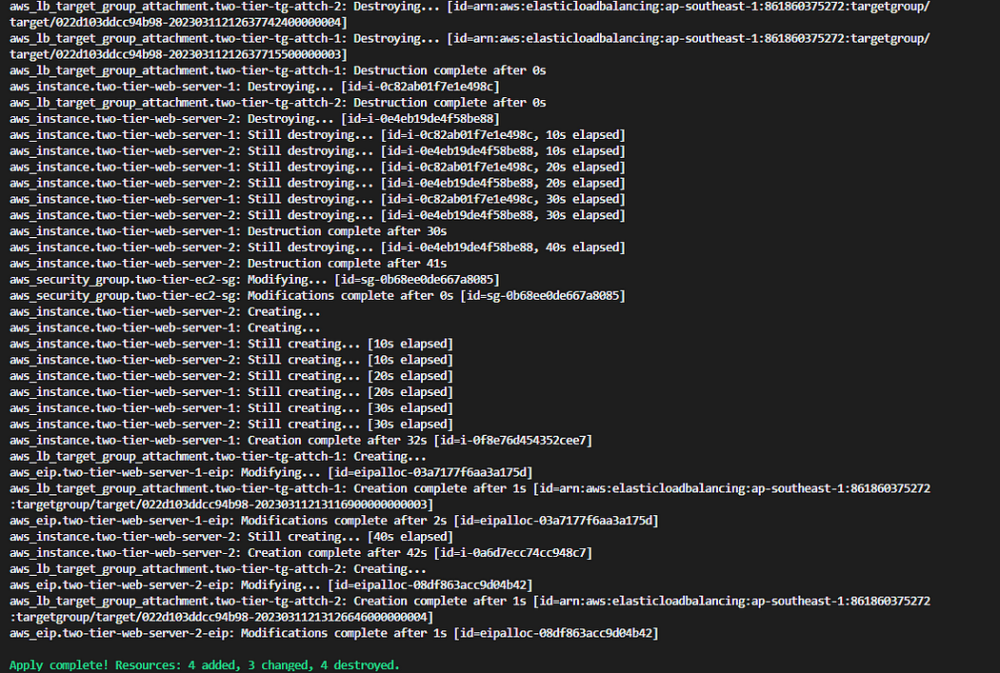 aws_lb_target_group_attachment.two-tier-tg-attch-2: Destroying... [id=arn:aws:elasticloadbalancing:ap-southeast-1:861860375272:targetgroup/
target/022d103ddcc94b98-20230311212637742400000004]
aws_lb_target_group_attachment.two-tier-tg-attch-1: Destroying... [id=arn:aws:elasticloadbalancing:ap-southeast-1:861860375272:targetgroup/
target/022d103ddcc94b98-20230311212637715500000003]
aws_lb_target_group_attachment.two-tier-tg-attch-1: Destruction complete after 0s
aws_instance.two-tier-web-server-1: Destroying... [id=i-0c82ab01f7e1e498c]
aws_lb_target_group_attachment.two-tier-tg-attch-2: Destruction complete after 0s
aws_instance.two-tier-web-server-2: Destroying... [id=i-0e4eb19de4f58be88]
aws_instance.two-tier-web-server-1: Still destroying... [id=i-0c82ab01f7e1e498c, 10s elapsed]
aws_instance.two-tier-web-server-2: Still destroying... [id=i-0e4eb19de4f58be88, 10s elapsed]
aws_instance.two-tier-web-server-1: Still destroying... [id=i-0c82ab01f7e1e498c, 20s elapsed]
aws_instance.two-tier-web-server-2: Still destroying... [id=i-0e4eb19de4f58be88, 20s elapsed]
aws_instance.two-tier-web-server-1: Still destroying... [id=i-0c82ab01f7e1e498c, 30s elapsed]
aws_instance.two-tier-web-server-2: Still destroying... [id=i-0e4eb19de4f58be88, 30s elapsed]
aws_instance.two-tier-web-server-1: Destruction complete after 30s
aws_instance.two-tier-web-server-2: Still destroying... [id=i-0e4eb19de4f58be88, 40s elapsed]
aws_instance.two-tier-web-server-2: Destruction complete after 41s
aws_security_group.two-tier-ec2-sg: Modifying... [id=sg-0b68ee0de667a8085]
aws_security_group.two-tier-ec2-sg: Modifications complete after 0s [id=sg-0b68ee0de667a8085]
aws_instance.two-tier-web-server-2: Creating...
aws_instance.two-tier-web-server-1: Creating...
aws_instance.two-tier-web-server-1: Still creating... [10s elapsed]
aws_instance.two-tier-web-server-2: Still creating... [10s elapsed]
aws_instance.two-tier-web-server-2: Still creating... [20s elapsed]
aws_instance.two-tier-web-server-1: Still creating... [20s elapsed]
aws_instance.two-tier-web-server-1: Still creating... [30s elapsed]
aws_instance.two-tier-web-server-2: Still creating... [30s elapsed]
aws_instance.two-tier-web-server-1: Creation complete after 32s [id=i-0f8e76d454352cee7]
aws_lb_target_group_attachment.two-tier-tg-attch-1: Creating...
aws_eip.two-tier-web-server-1-eip: Modifying... [id=eipalloc-03a7177f6aa3a175d]
aws_lb_target_group_attachment.two-tier-tg-attch-1: Creation complete after 1s [id=arn:aws:elasticloadbalancing:ap-southeast-1:861860375272
:targetgroup/target/022d103ddcc94b98-20230311213116900000000003]
aws_eip.two-tier-web-server-1-eip: Modifications complete after 2s [id=eipalloc-03a7177f6aa3a175d]
aws_instance.two-tier-web-server-2: Still creating... [40s elapsed]
aws_instance.two-tier-web-server-2: Creation complete after 42s [id=i-0a6d7ecc74cc948c7]
aws_lb_target_group_attachment.two-tier-tg-attch-2: Creating...
aws_eip.two-tier-web-server-2-eip: Modifying... [id=eipalloc-08df863acc9d04b42]
aws_lb_target_group_attachment.two-tier-tg-attch-2: Creation complete after 1s [id=arn:aws:elasticloadbalancing:ap-southeast-1:861860375272
:targetgroup/target/022d103ddcc94b98-20230311213126646000000004]
aws_eip.two-tier-web-server-2-eip: Modifications complete after 1s [id=eipalloc-08df863acc9d04b42]
Apply complete! Resources: 4 added, 3 changed, 4 destroyed.